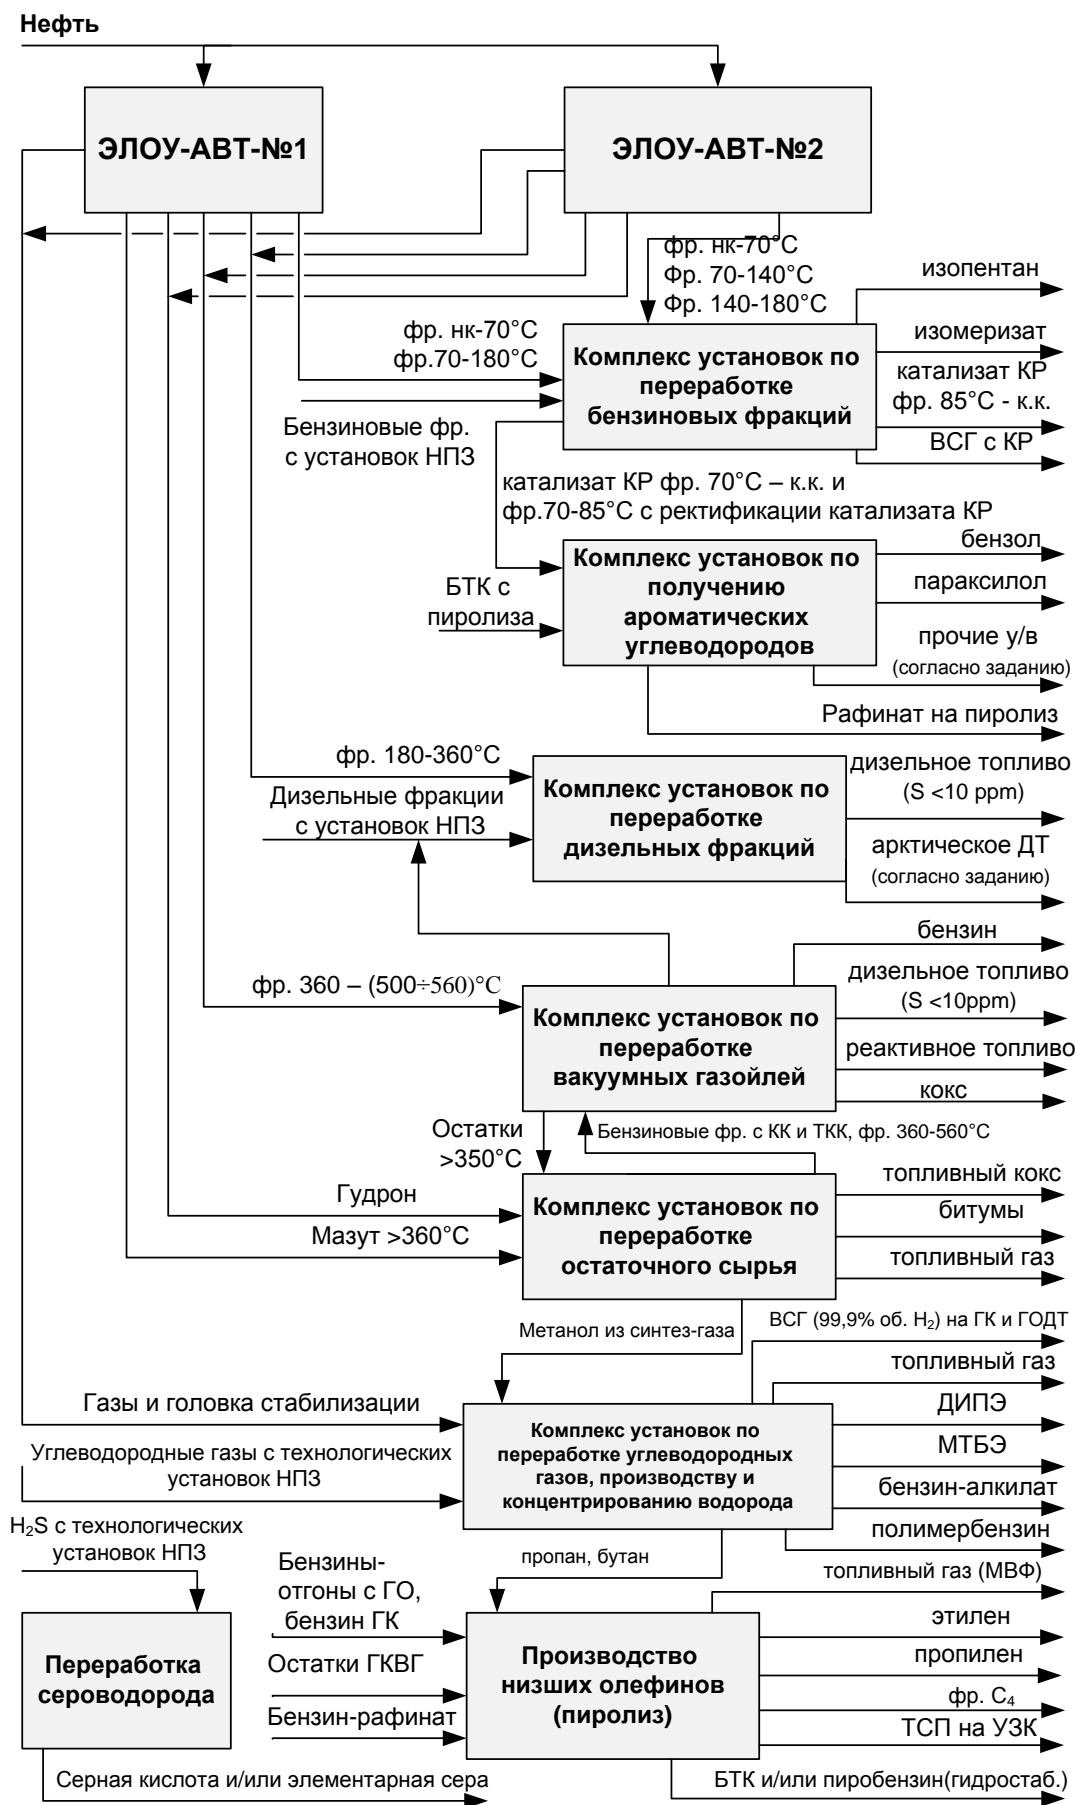 Нефть
ЭЛОУ-АВТ-№1
ЭЛОУ-АВТ-№2
фр. нк-70°С
Фр. 70-140°С
Фр. 140-180°С
изопентан
фр. нк-70°С
фр.70-180°С
Комплекс установок по
переработке
бензиновых фракций
изомеризат
катализат КР
фр. 85°С - к.к.
ВСГ с КР
Бензиновые фр.
с установок НПЗ
катализат КР фр. 70°С – к.к. и
фр.70-85°С с ректификации катализата КР
БТК с
пиролиза
Комплекс установок по
получению
ароматических
углеводородов
бензол
параксилол
прочие у/в
(согласно заданию)
Рафинат на пиролиз
фр. 180-360°С
Дизельные фракции
с установок НПЗ
Комплекс установок по
переработке
дизельных фракций
дизельное топливо
(S <10 ppm)
арктическое ДТ
(согласно заданию)
бензин
фр. 360 – (500÷560)°С
Комплекс установок по
переработке
вакуумных газойлей
дизельное топливо
(S <10ppm)
реактивное топливо
кокс
Остатки
>350°С
Бензиновые фр. с КК и ТКК, фр. 360-560°С
Гудрон
Мазут >360°С
Комплекс установок по
переработке
остаточного сырья
топливный кокс
битумы
топливный газ
Метанол из синтез-газа
ВСГ (99,9% об. H₂) на ГК и ГОДТ
топливный газ
Газы и головка стабилизации
Углеводородные газы с технологических
установок НПЗ
Комплекс установок по
переработке углеводородных
газов, производству и
концентрированию водорода
ДИПЭ
МТБЭ
бензин-алкилат
полимербензин
H₂S с технологических
установок НПЗ
пропан, бутан
Бензины-
отгоны с ГО,
бензин ГК
Остатки ГКВГ
Бензин-рафинат
Переработка
сероводорода
Производство
низших олефинов
(пиролиз)
топливный газ (МВФ)
этилен
пропилен
фр. С₄
ТСП на УЗК
Серная кислота и/или элементарная сера
БТК и/или пиробензин(гидростаб.)